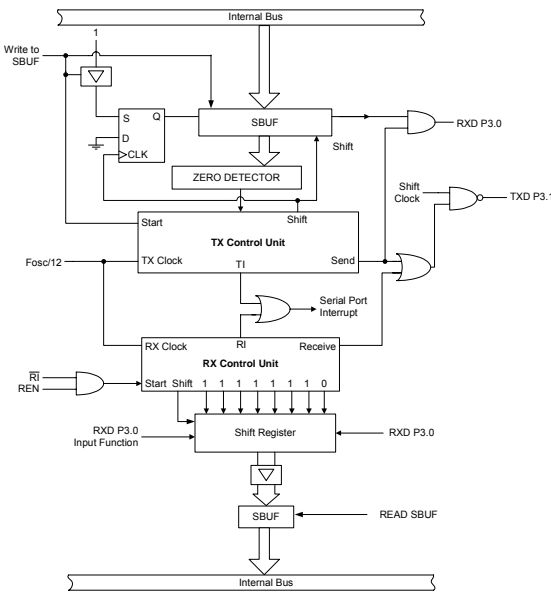 Internal Bus
1
Write to
SBUF
S Q
D
CLK
SBUF
Shift
RXD P3.0
ZERO DETECTOR
Shift
Clock
TXD P3.1
Start
Shift
TX Control Unit
Fosc/12
TX Clock
Send
TI
Serial Port
Interrupt
RI
RX Clock
Receive
RX Control Unit
RI
REN
Start Shift 1 1 1 1 1 1 1 0
RXD P3.0
Input Function
Shift Register
RXD P3.0
SBUF
READ SBUF
Internal Bus